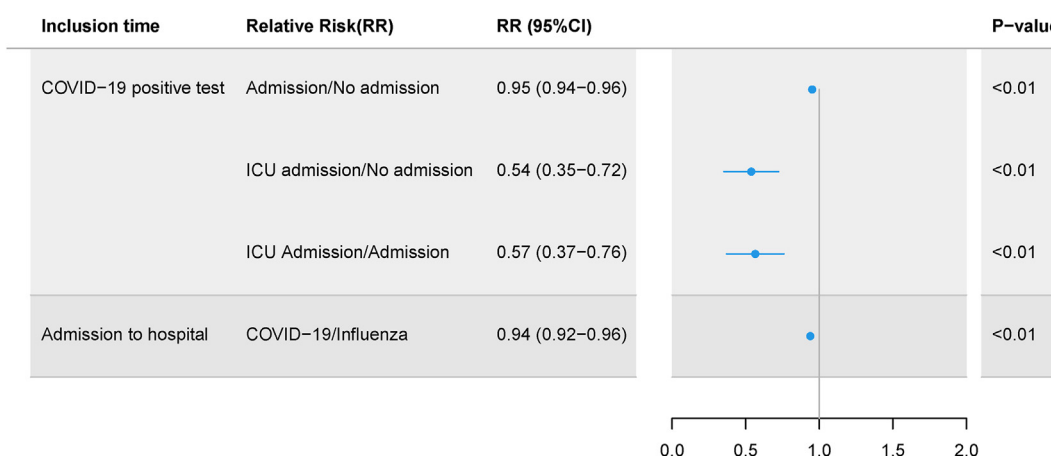 Inclusion time Relative Risk(RR) RR (95%CI) P−value
COVID−19 positive test Admission/No admission 0.95 (0.94−0.96) <0.01
ICU admission/No admission 0.54 (0.35−0.72) <0.01
ICU Admission/Admission 0.57 (0.37−0.76) <0.01
Admission to hospital COVID−19/Influenza 0.94 (0.92−0.96) <0.01
0.0 0.5 1.0 1.5 2.0